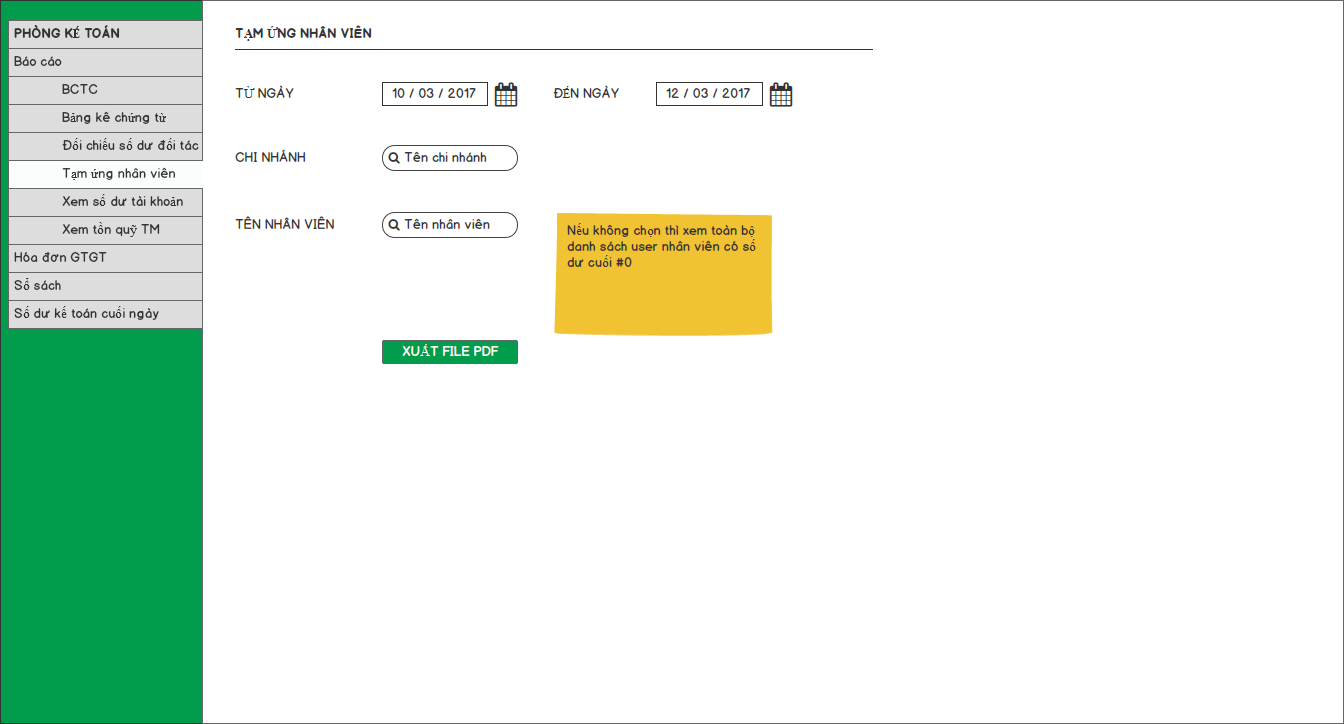 PHÒNG KẾ TOÁN
Báo cáo
BCTC
Bảng kê chứng từ
Đối chiếu số dư đối tác
Tạm ứng nhân viên
Xem số dư tài khoản
Xem tồn quỹ TM
Hóa đơn GTGT
Sổ sách
Số dư kế toán cuối ngày
TẠM ỨNG NHÂN VIÊN
TỪ NGÀY 10 / 03 / 2017 ĐẾN NGÀY 12 / 03 / 2017
CHI NHÁNH Tên chi nhánh
TÊN NHÂN VIÊN Tên nhân viên
Nếu không chọn thì xem toàn bộ
danh sách user nhân viên có số
dư cuối #0
XUẤT FILE PDF